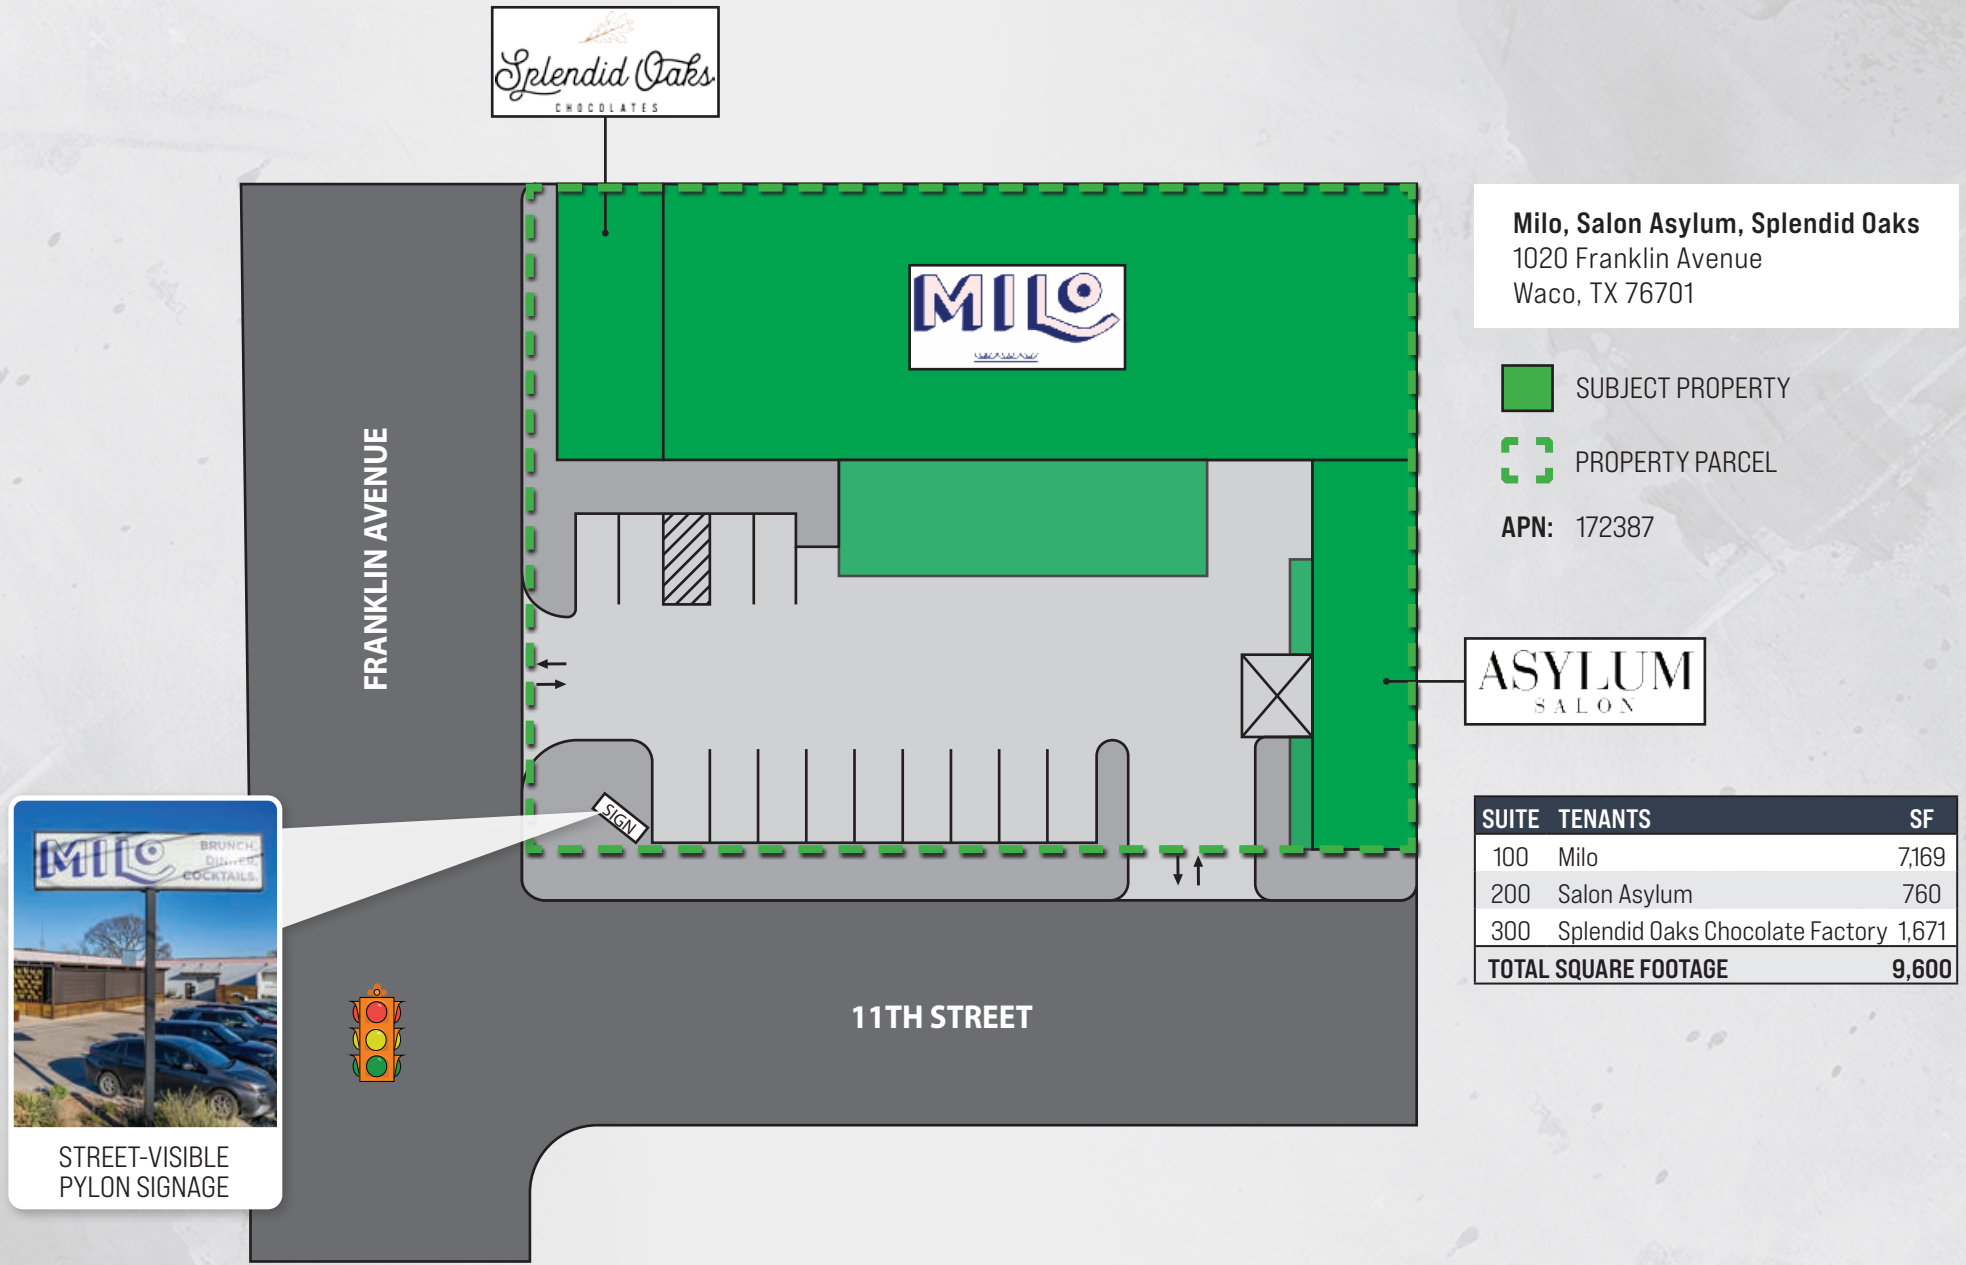 Splendid Oaks
CHOCOLATES
MILO
Milo, Salon Asylum, Splendid Oaks
1020 Franklin Avenue
Waco, TX 76701
SUBJECT PROPERTY
PROPERTY PARCEL
APN: 172387
FRANKLIN AVENUE
ASYLUM
SALON
SIGN
SUITE TENANTS SF
100 Milo 7,169
200 Salon Asylum 760
300 Splendid Oaks Chocolate Factory 1,671
TOTAL SQUARE FOOTAGE 9,600
MILO
BRUNCH.
DINNER.
COCKTAILS.
STREET-VISIBLE
PYLON SIGNAGE
11TH STREET